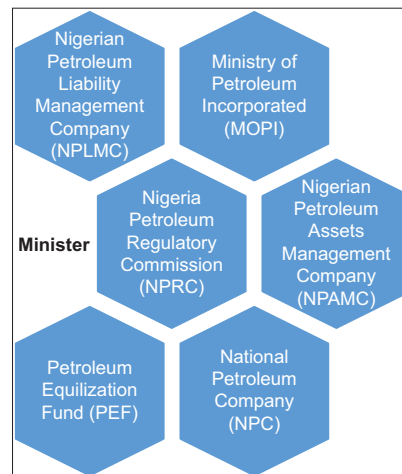 Nigerian
Petroleum
Liability
Management
Company
(NPLMC)
Ministry of
Petroleum
Incorporated
(MOPI)
Minister
Nigeria
Petroleum
Regulatory
Commission
(NPRC)
Nigerian
Petroleum
Assets
Management
Company
(NPAMC)
Petroleum
Equilization
Fund (PEF)
National
Petroleum
Company
(NPC)